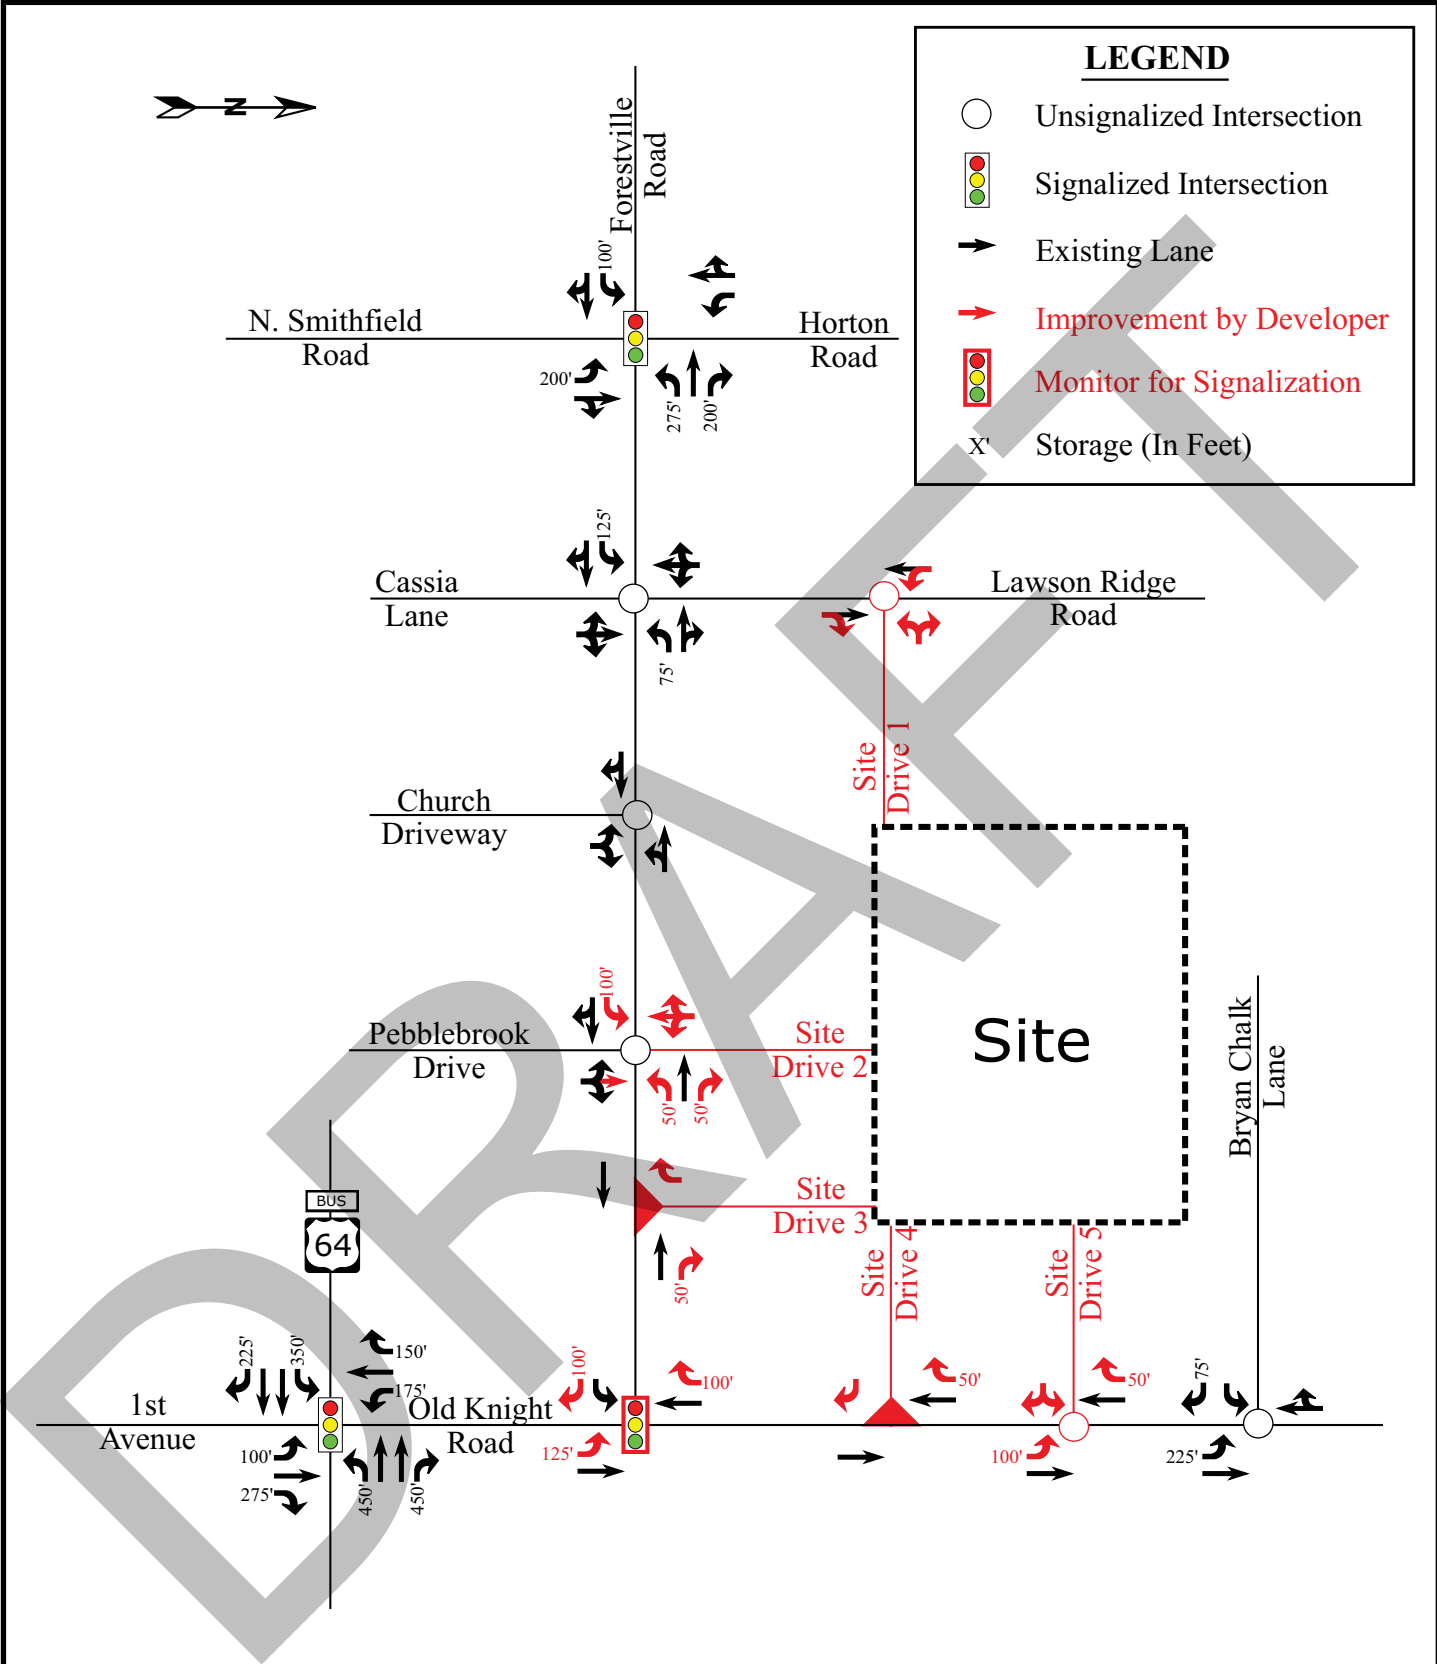 LEGEND
Unsignalized Intersection
Signalized Intersection
Existing Lane
Improvement by Developer
Monitor for Signalization
X'
Storage (In Feet)
N
Forestville
Road
100'
N. Smithfield
Road
Horton
Road
200'
275'
200'
125'
Cassia
Lane
Lawson Ridge
Road
75'
Site
Drive 1
Church
Driveway
100'
Pebblebrook
Drive
Site
Drive 2
50'
50'
Site
Bryan Chalk
Lane
Site
Drive 3
50'
BUS
64
Site
Drive 4
Site
Drive 5
225'
350'
150'
175'
1st
Avenue
Old Knight
Road
100'
275'
450'
450'
100'
100'
125'
50'
50'
100'
75'
225'
DRAFT